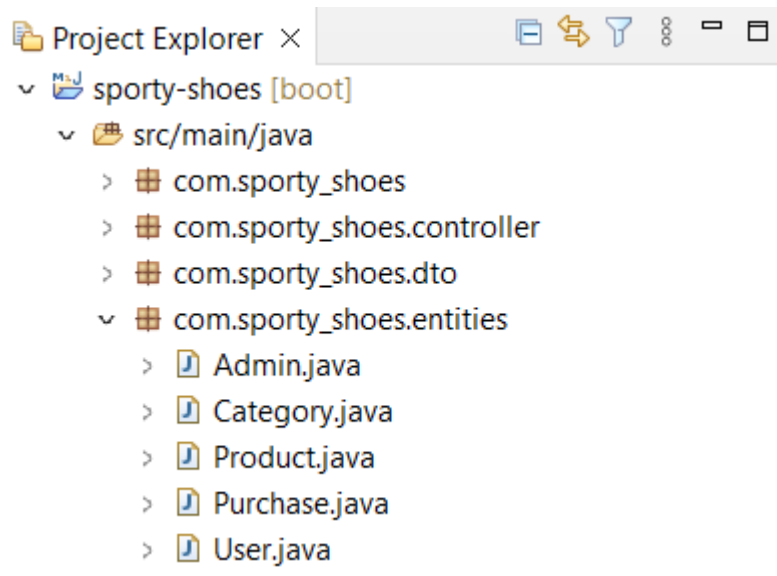 Project Explorer
sporty-shoes [boot]
src/main/java
com.sporty_shoes
com.sporty_shoes.controller
com.sporty_shoes.dto
com.sporty_shoes.entities
Admin.java
Category.java
Product.java
Purchase.java
User.java